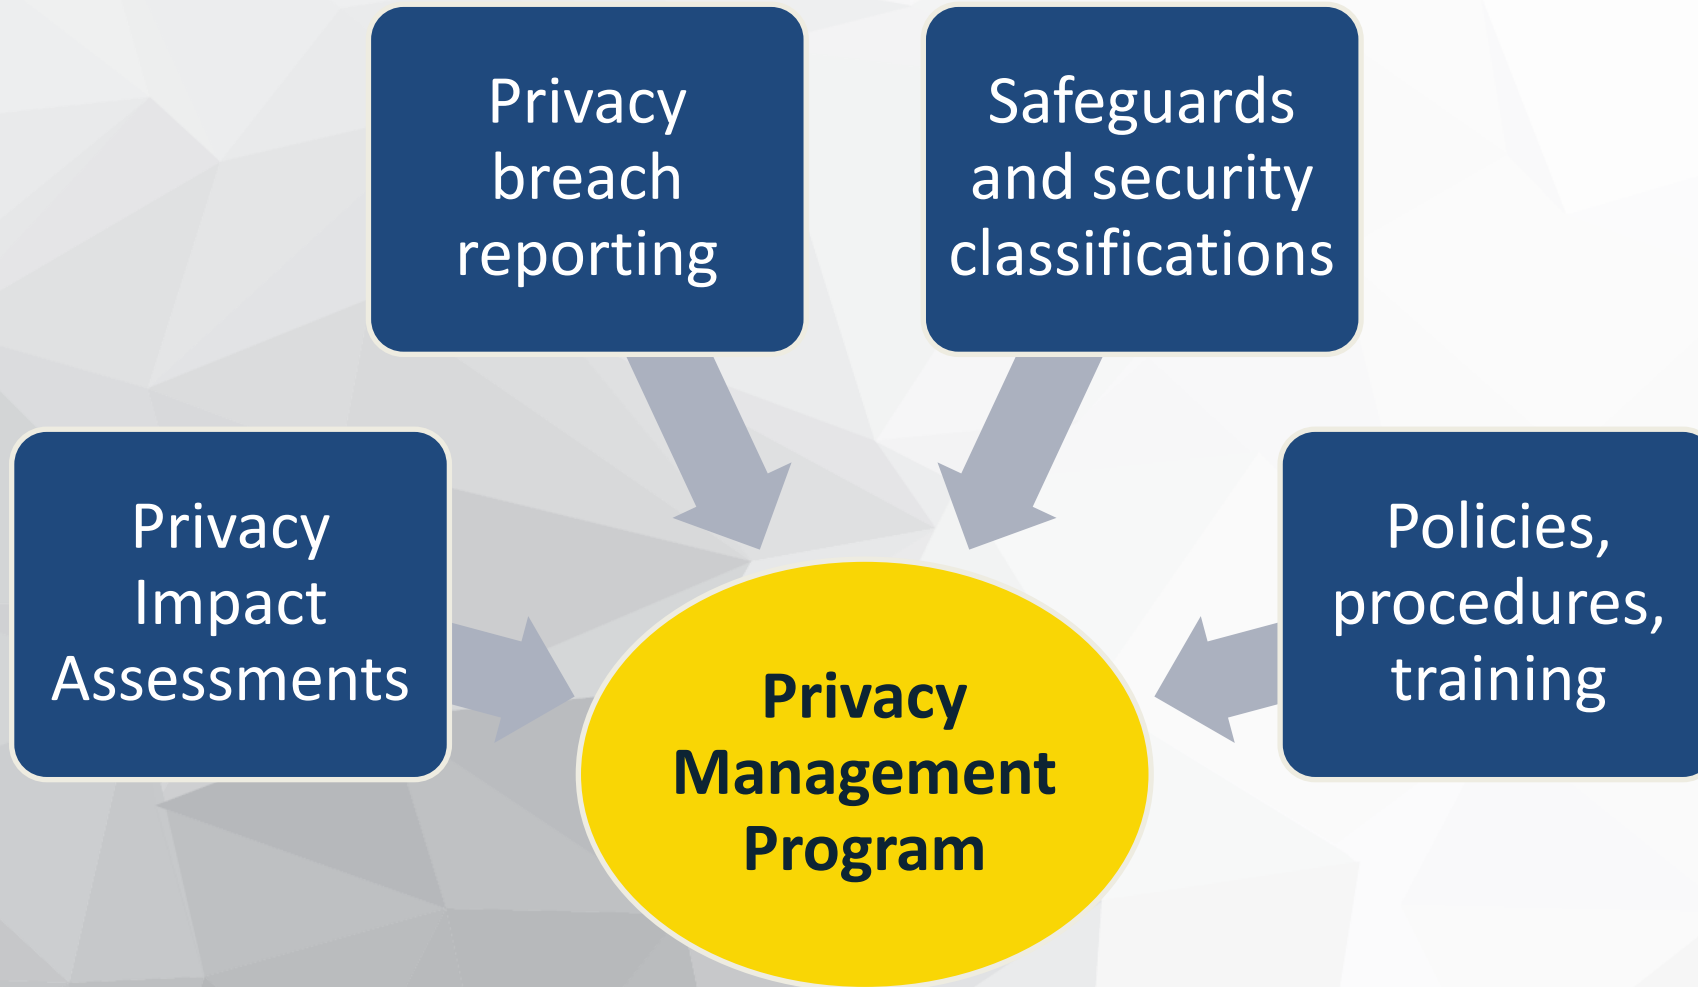 Privacy
breach
reporting
Safeguards
and security
classifications
Privacy
Impact
Assessments
Policies,
procedures,
training
Privacy
Management
Program